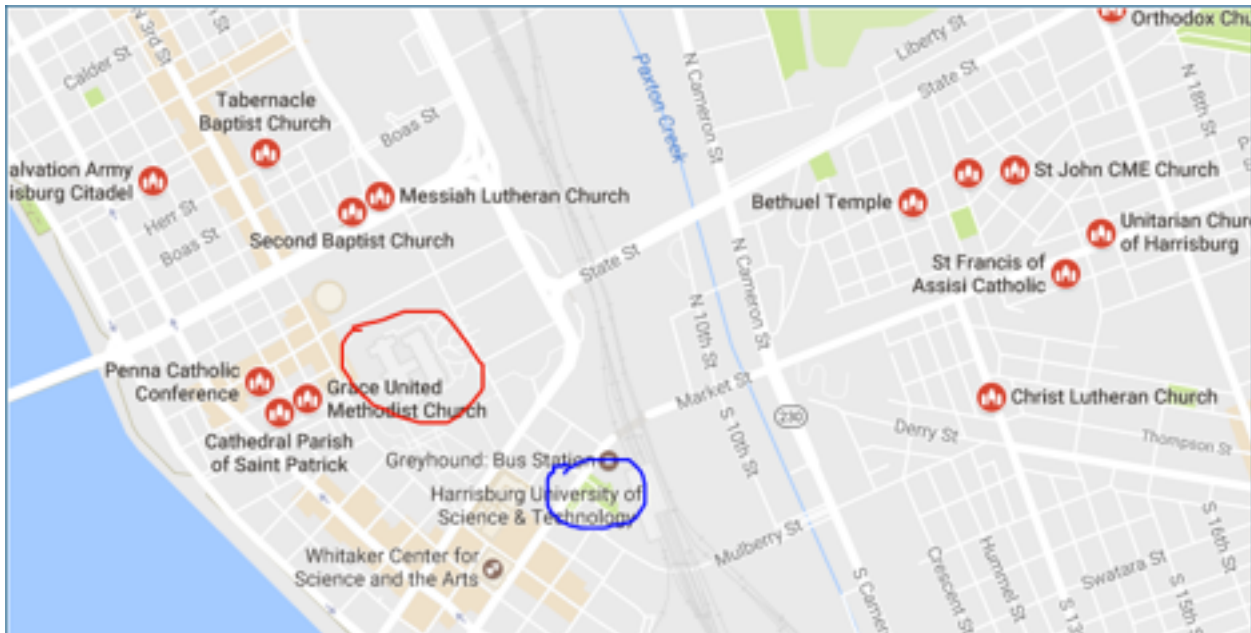 N 3rd St
Calder St
Liberty St
Orthodox Chu
State St
Paxton Creek
N Cameron St
N 18th St
Tabernacle
Baptist Church
Boas St
alvation Army
isburg Citadel
Messiah Lutheran Church
St John CME Church
Bethuel Temple
Herr St
Boas St
Second Baptist Church
Unitarian Churc
of Harrisburg
State St
N Cameron St
St Francis of
Assisi Catholic
N 10th St
Penna Catholic
Conference
Grace United
Methodist Church
Market St
Christ Lutheran Church
230
S 10th St
Derry St
Thompson St
Cathedral Parish
of Saint Patrick
Greyhound: Bus Station
Harrisburg University of
Science & Technology
S 16th St
Mulberry St
Whitaker Center for
Science and the Arts
Crescent St
Hummel St
Swatara St
S Camer
S 13
S 15th St